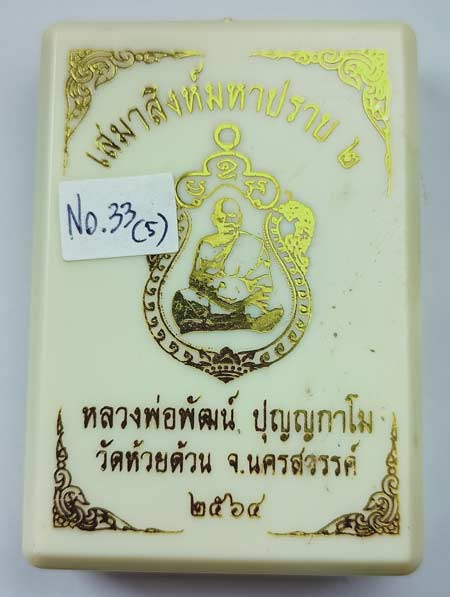 เสมาสิงห์มหาปราบ ๒
No.33(5)
หลวงพ่อพัฒน์ ปุญญกาโม
วัดห้วยด้วน จ.นครสวรรค์
๒๕๖๔